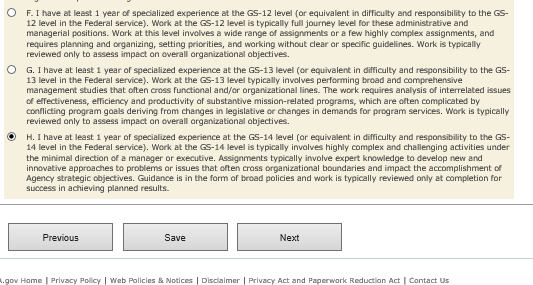 F. I have at least 1 year of specialized experience at the GS-12 level (or equivalent in difficulty and responsibility to the GS-
12 level in the Federal service). Work at the GS-12 level is typically full journey level for these administrative and
managerial positions. Work at this level involves a wide range of assignments or a few highly complex assignments, and
requires planning and organizing, setting priorities, and working without clear or specific guidelines. Work is typically
reviewed only to assess impact on overall organizational objectives.
G. I have at least 1 year of specialized experience at the GS-13 level (or equivalent in difficulty and responsibility to the GS-
13 level in the Federal service). Work at the GS-13 level typically involves performing broad and comprehensive
management studies that often cross functional and/or organizational lines. The work requires analysis of interrelated issues
of effectiveness, efficiency and productivity of substantive mission-related programs, which are often complicated by
conflicting program goals deriving from changes in legislative or changes in demands for program services. Work is typically
reviewed only to assess impact on overall organizational objectives.
H. I have at least 1 year of specialized experience at the GS-14 level (or equivalent in difficulty and responsibility to the GS-
14 level in the Federal service). Work at the GS-14 level is typically involves highly complex and challenging activities under
the minimal direction of a manager or executive. Assignments typically involve expert knowledge to develop new and
innovative approaches to problems or issues that often cross organizational boundaries and impact the accomplishment of
Agency strategic objectives. Guidance is in the form of broad policies and work is typically reviewed only at completion for
success in achieving planned results.
Previous Save Next
A.gov Home | Privacy Policy | Web Policies & Notices | Disclaimer | Privacy Act and Paperwork Reduction Act | Contact Us